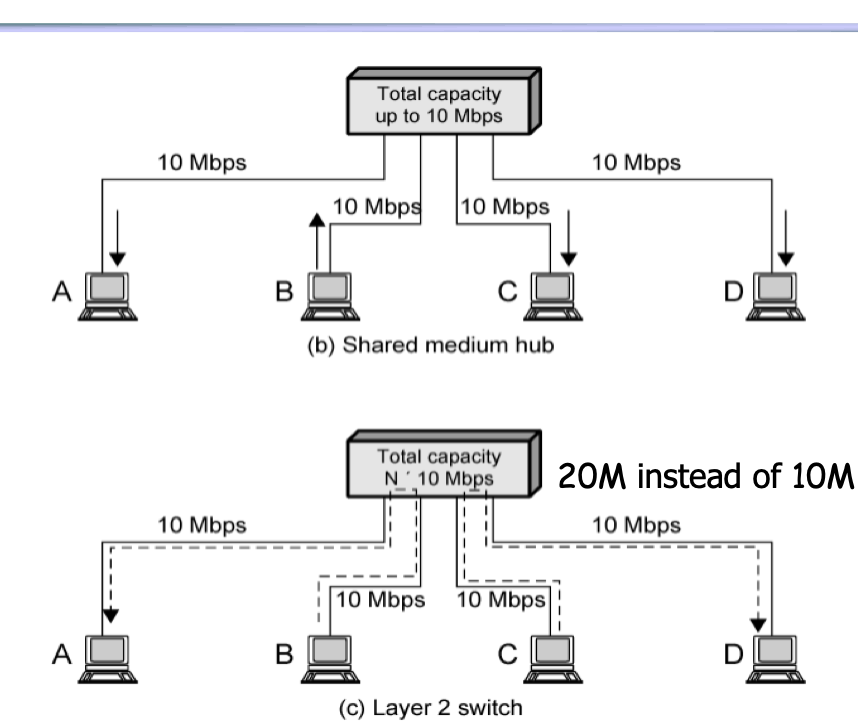 Total capacity
up to 10 Mbps
10 Mbps
10 Mbps
10 Mbps
10 Mbps
A
B
C
D
(b) Shared medium hub
Total capacity
N ´ 10 Mbps
20M instead of 10M
10 Mbps
10 Mbps
10 Mbps
10 Mbps
A
B
C
D
(c) Layer 2 switch